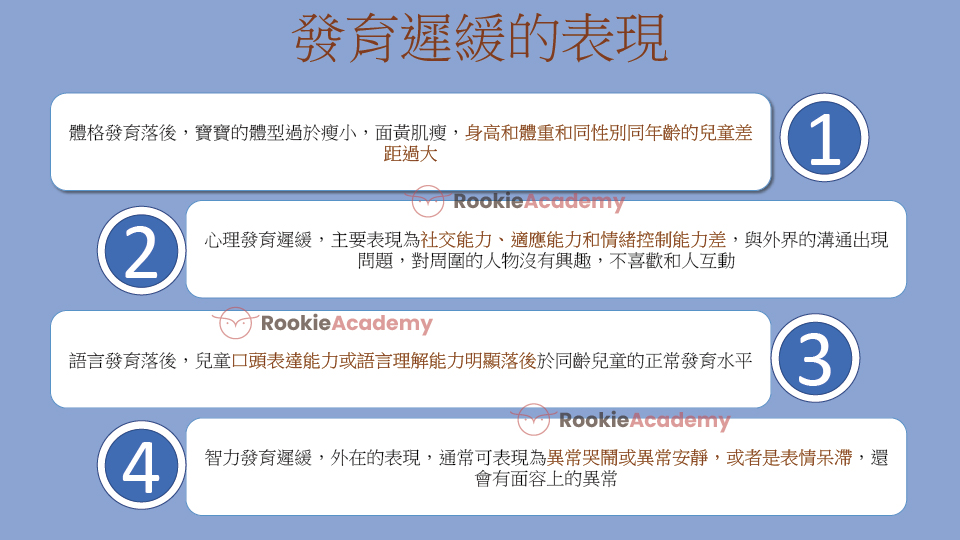 發育遲緩的表現
體格發育落後，寶寶的體型過於瘦小，面黃肌瘦，身高和體重和同性別同年齡的兒童差
距過大
1
RookieAcademy
2
心理發育遲緩，主要表現為社交能力、適應能力和情緒控制能力差，與外界的溝通出現
問題，對周圍的人物沒有興趣，不喜歡和人互動
RookieAcademy
語言發育落後，兒童口頭表達能力或語言理解能力明顯落後於同齡兒童的正常發育水平
3
RookieAcademy
4
智力發育遲緩，外在的表現，通常可表現為異常哭鬧或異常安靜，或者是表情呆滯，還
會有面容上的異常